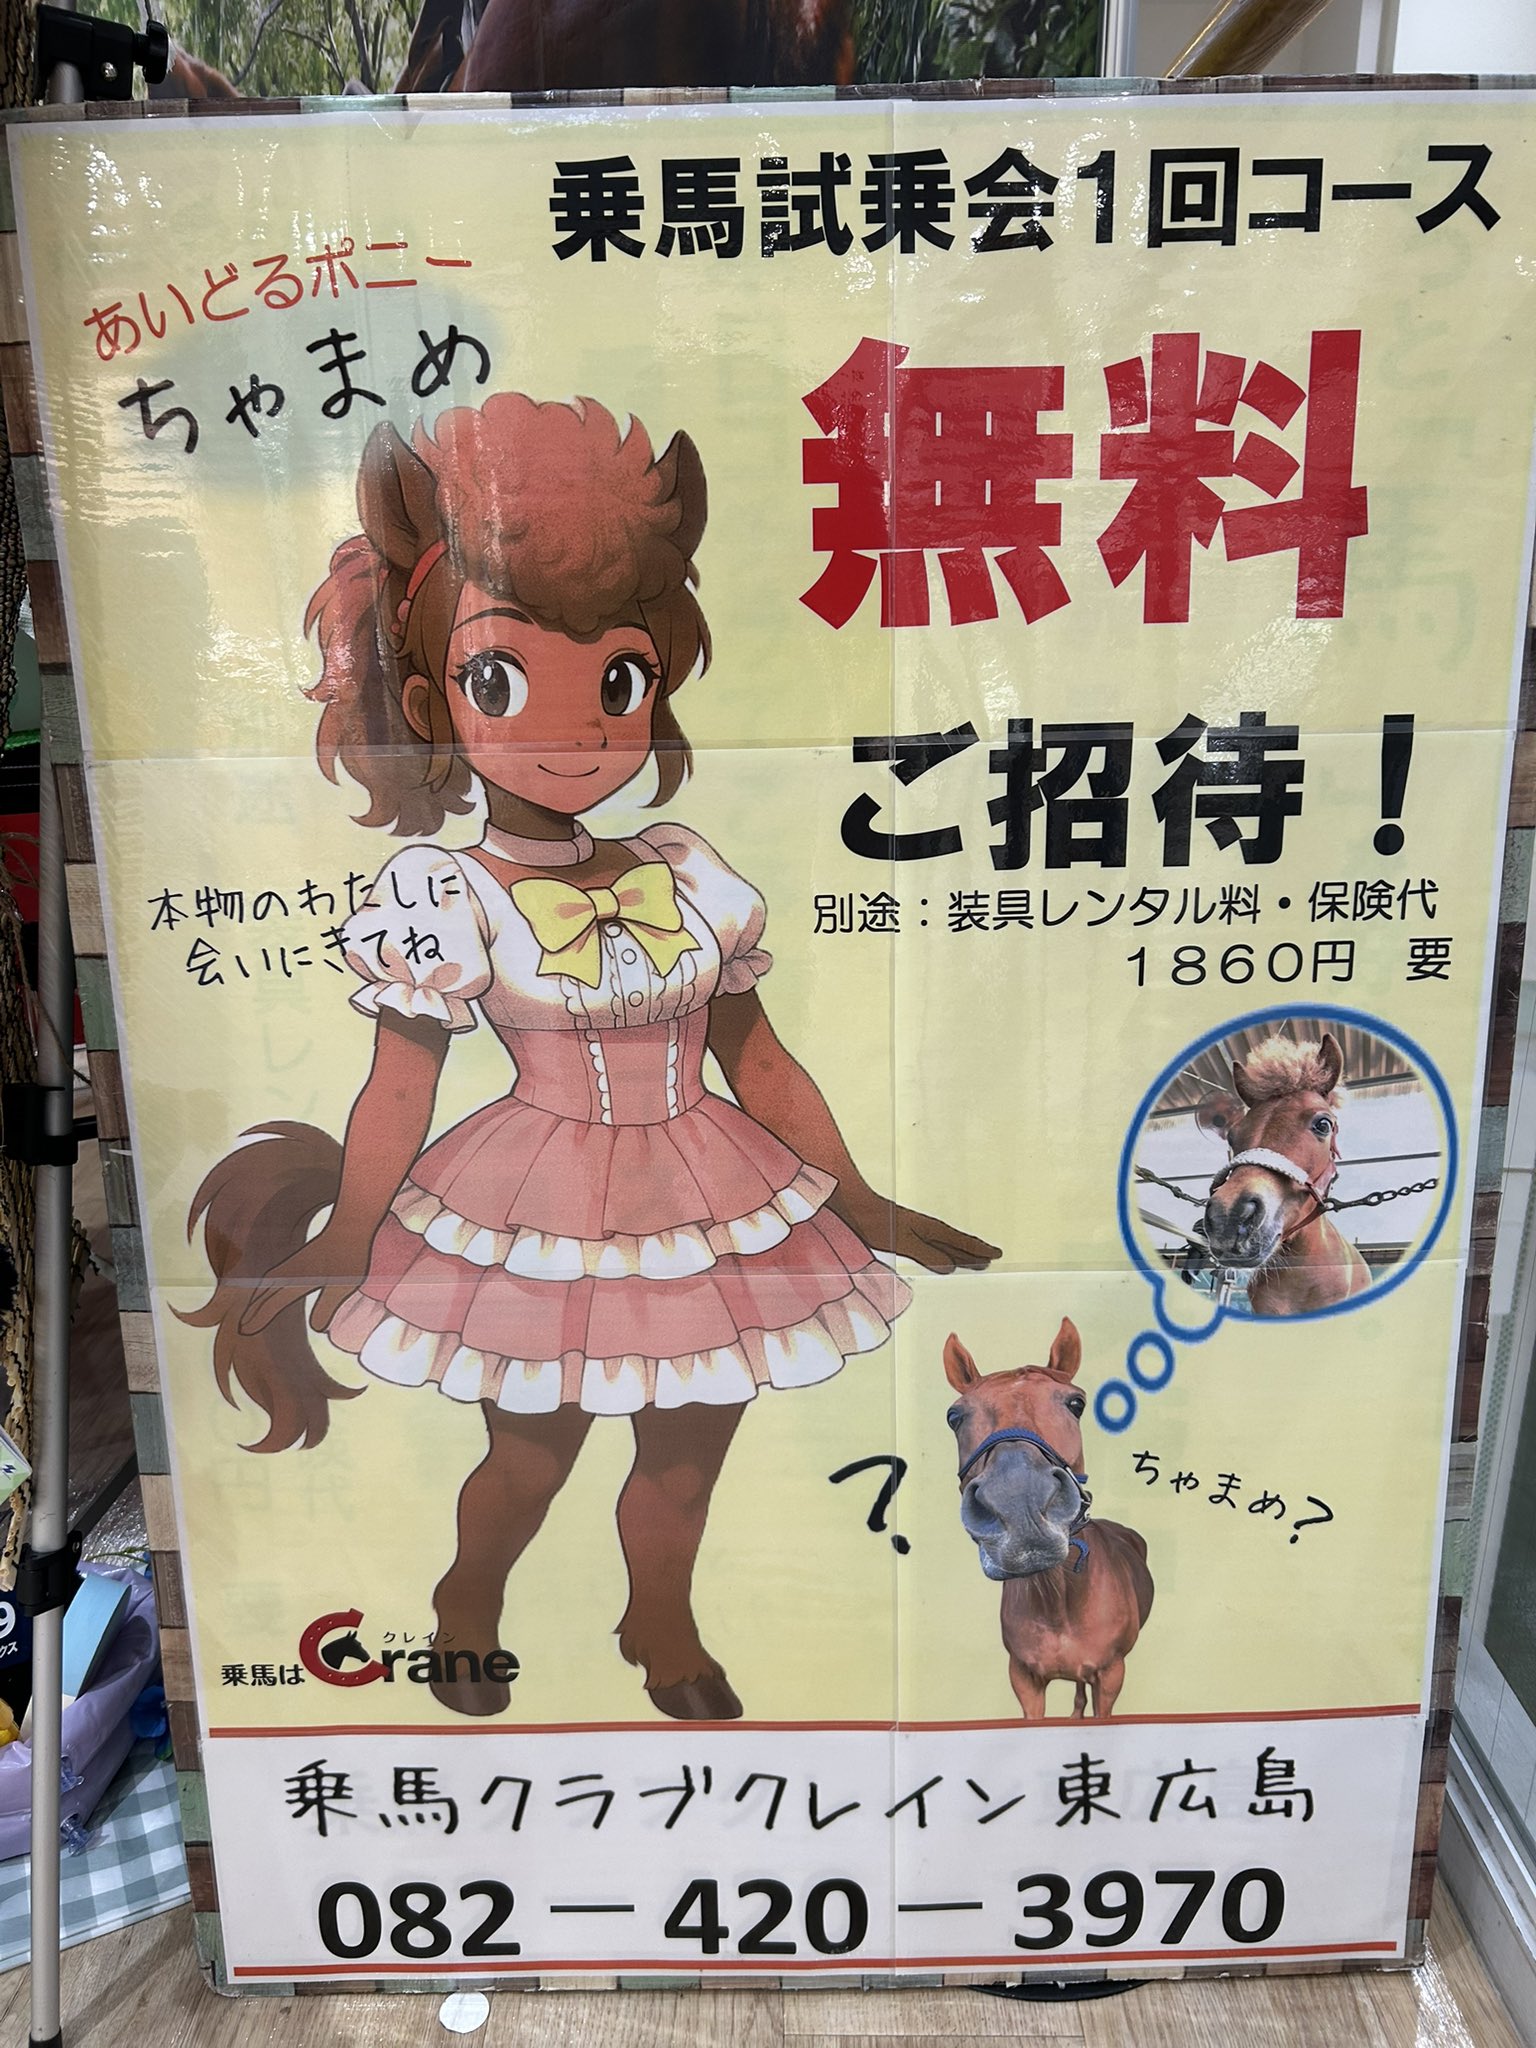 乗馬試乗会1回コース
あいどるポニー
ちゃまめ
無料
ご招待！
別途：装具レンタル料・保険代
1860円　要
本物のわたしに
会いにきてね
?
ちゃまめ?
クレイン
乗馬は Crane
乗馬クラブクレイン東広島
082－420－3970